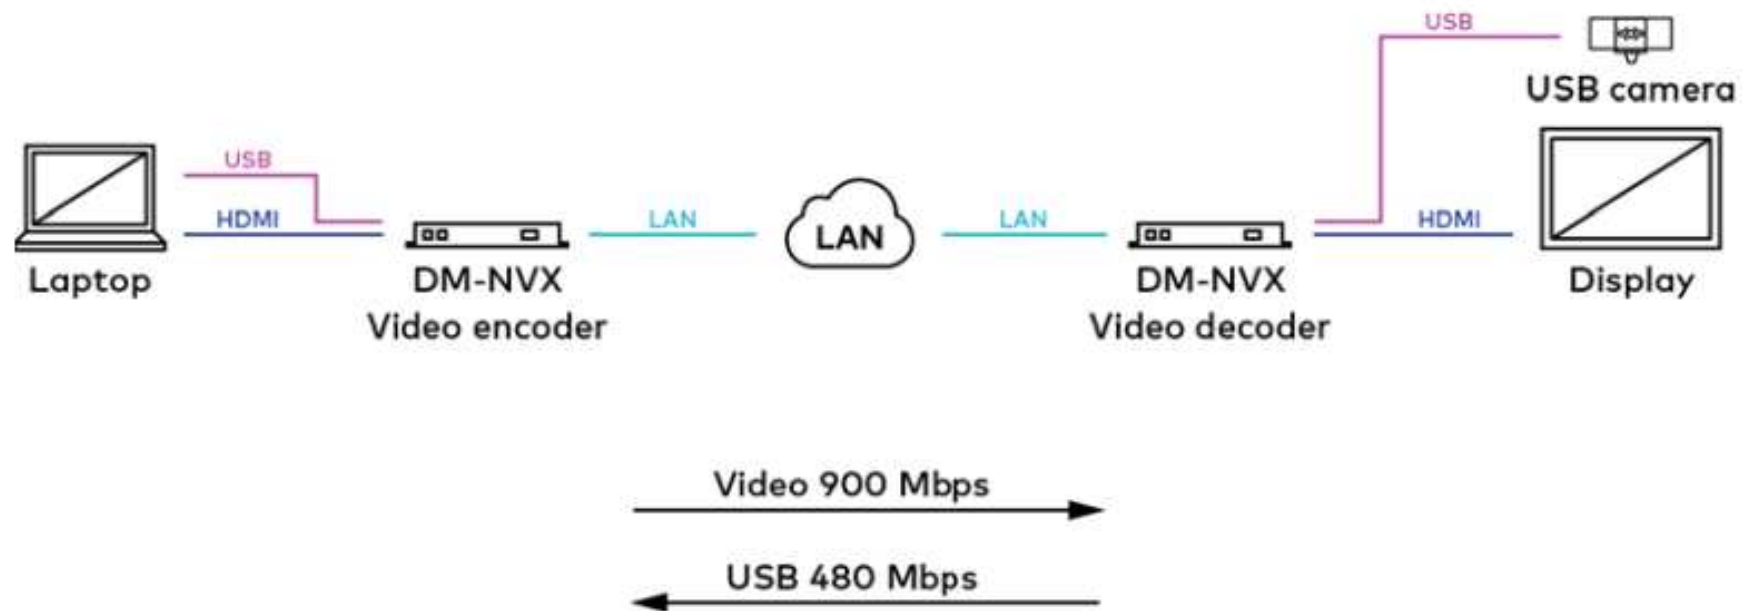 USB
USB camera
USB
HDMI
LAN
LAN
LAN
HDMI
Laptop
DM-NVX
Video encoder
DM-NVX
Video decoder
Display
Video 900 Mbps
USB 480 Mbps